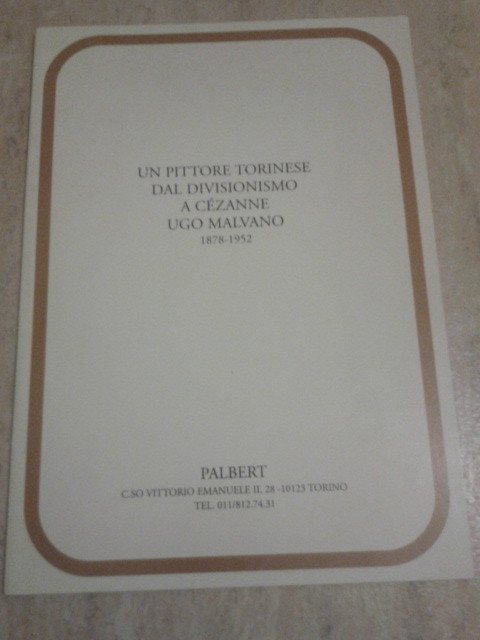 UN PITTORE TORINESE
DAL DIVISIONISMO
A CÉZANNE
UGO MALVANO
1878-1952
PALBERT
C.SO VITTORIO EMANUELE II, 28 -10123 TORINO
TEL. 011/812.74.31